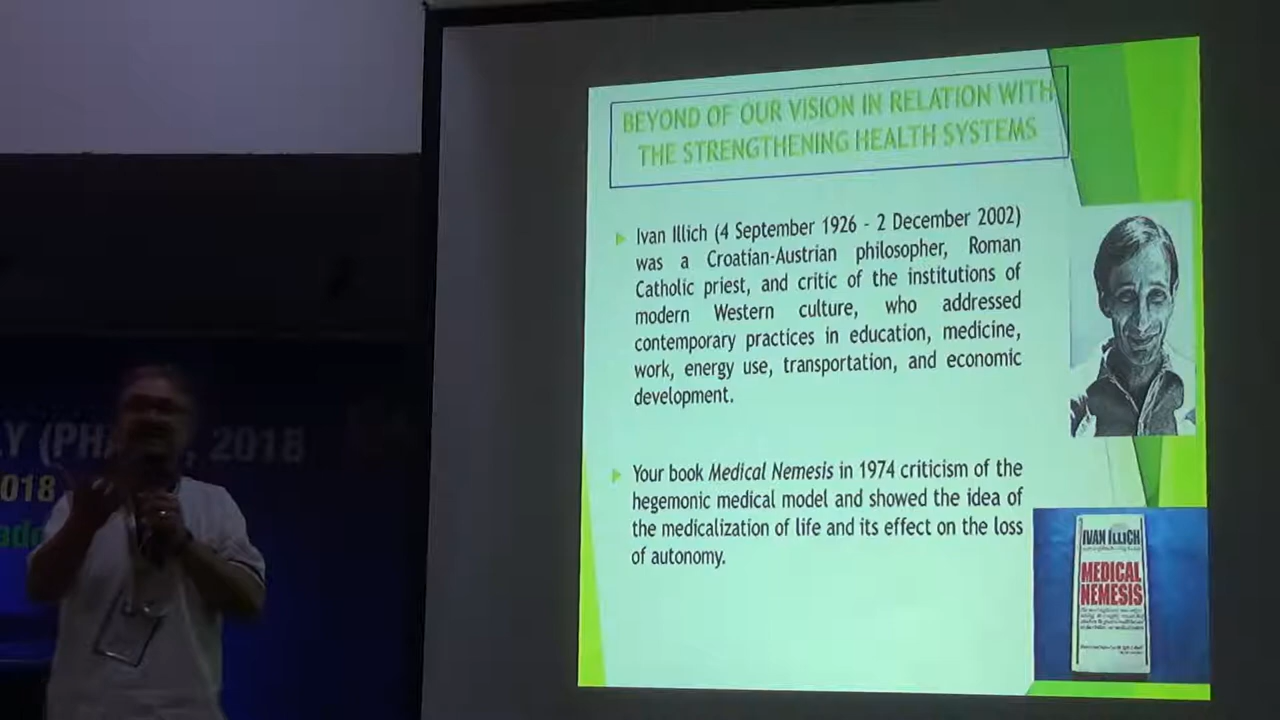 BEYOND OF OUR VISION IN RELATION WITH
THE STRENGTHENING HEALTH SYSTEMS
Ivan Illich (4 September 1926 - 2 December 2002)
was a Croatian-Austrian philosopher, Roman
Catholic priest, and critic of the institutions of
modern Western culture, who addressed
contemporary practices in education, medicine,
work, energy use, transportation, and economic
development.
Your book Medical Nemesis in 1974 criticism of the
hegemonic medical model and showed the idea of
the medicalization of life and its effect on the loss
of autonomy.
IVAN ILLICH
MEDICAL
NEMESIS
2018
018